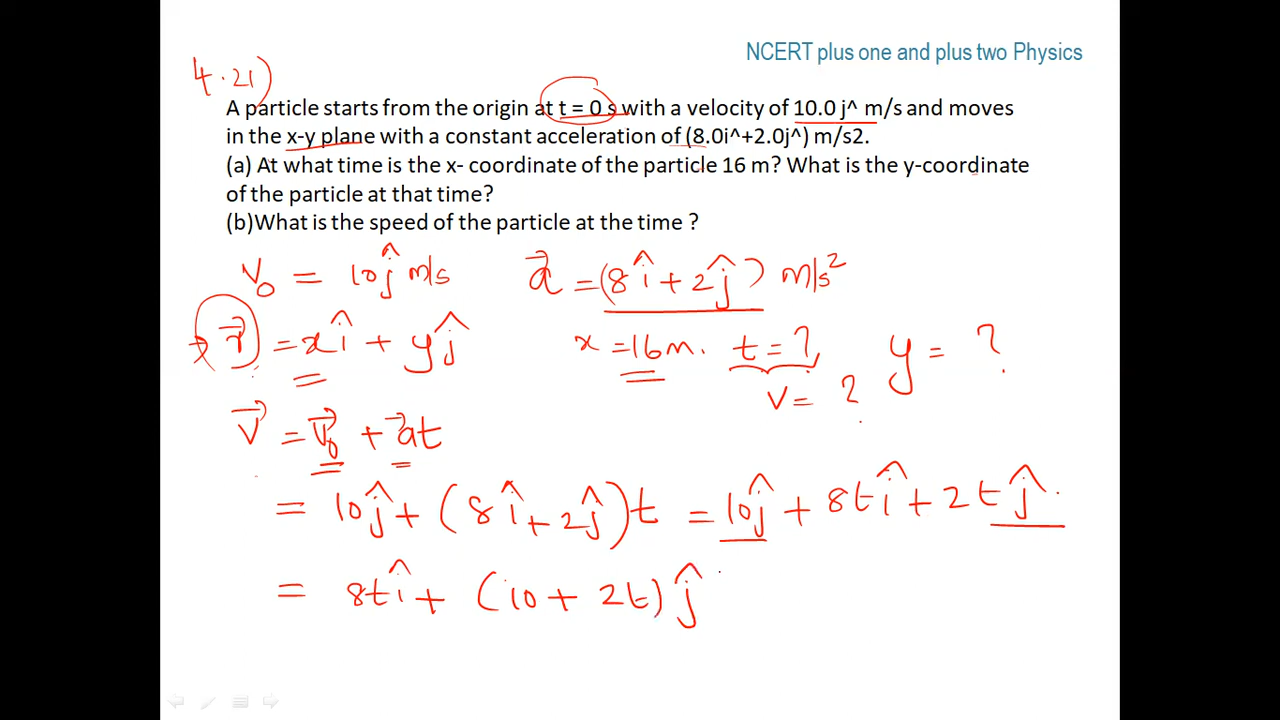 NCERT plus one and plus two Physics
4.21)
A particle starts from the origin at t = 0 s with a velocity of 10.0 j^ m/s and moves
in the x-y plane with a constant acceleration of (8.0i^+2.0j^) m/s2.
(a) At what time is the x- coordinate of the particle 16 m? What is the y-coordinate
of the particle at that time?
(b)What is the speed of the particle at the time ?
v₀ = 10ĵ m/s a⃗ = (8î + 2ĵ) m/s²
r⃗ = xî + yĵ x = 16m. t = ? y = ?
v = ?
v⃗ = v⃗₀ + a⃗t
= 10ĵ + (8î + 2ĵ)t = 10ĵ + 8tî + 2tĵ.
= 8tî + (10 + 2t)ĵ